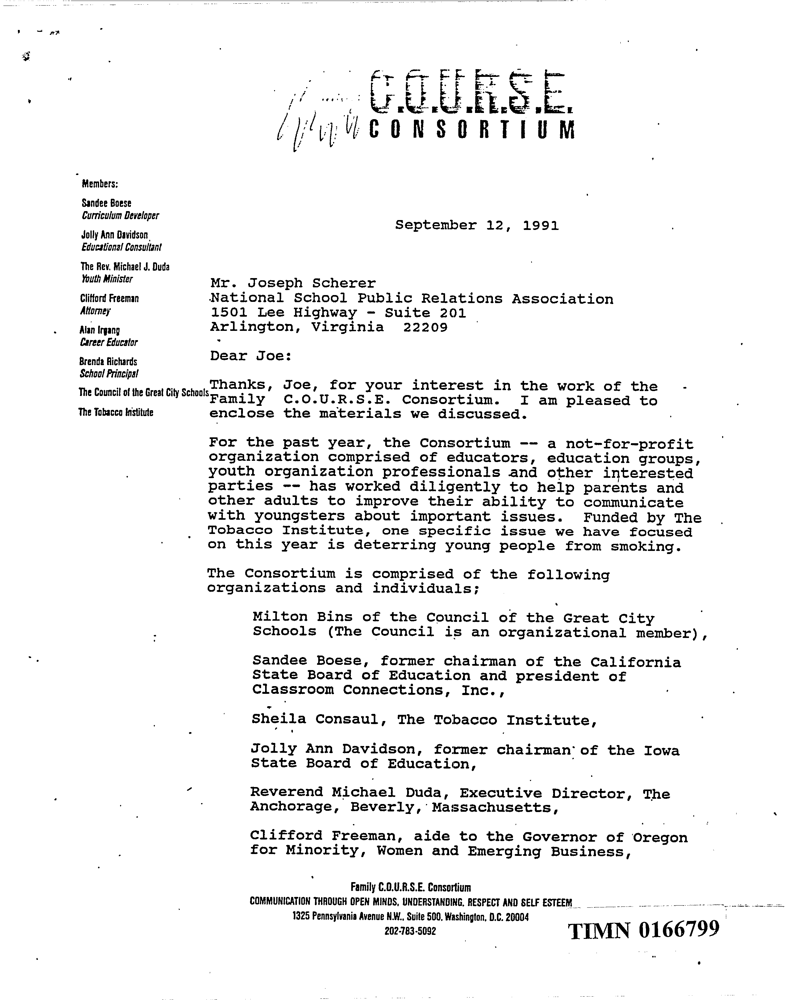 Family
C.O.U.R.S.E.
CONSORTIUM
Members:
Sandee Boese
Curriculum Developer
Jolly Ann Davidson
Educational Consultant
The Rev. Michael J. Duda
Youth Minister
Clifford Freeman
Attorney
Alan Irgang
Career Educator
Brenda Richards
School Principal
The Council of the Great City Schools
The Tobacco Institute
September 12, 1991
Mr. Joseph Scherer
National School Public Relations Association
1501 Lee Highway - Suite 201
Arlington, Virginia 22209
Dear Joe:
Thanks, Joe, for your interest in the work of the
Family C.O.U.R.S.E. Consortium. I am pleased to
enclose the materials we discussed.
For the past year, the Consortium -- a not-for-profit
organization comprised of educators, education groups,
youth organization professionals and other interested
parties -- has worked diligently to help parents and
other adults to improve their ability to communicate
with youngsters about important issues. Funded by The
Tobacco Institute, one specific issue we have focused
on this year is deterring young people from smoking.
The Consortium is comprised of the following
organizations and individuals;
Milton Bins of the Council of the Great City
Schools (The Council is an organizational member),
Sandee Boese, former chairman of the California
State Board of Education and president of
Classroom Connections, Inc.,
Sheila Consaul, The Tobacco Institute,
Jolly Ann Davidson, former chairman of the Iowa
State Board of Education,
Reverend Michael Duda, Executive Director, The
Anchorage, Beverly, Massachusetts,
Clifford Freeman, aide to the Governor of Oregon
for Minority, Women and Emerging Business,
Family C.O.U.R.S.E. Consortium
COMMUNICATION THROUGH OPEN MINDS, UNDERSTANDING, RESPECT AND SELF ESTEEM
1325 Pennsylvania Avenue N.W., Suite 500, Washington, D.C. 20004
202-783-5092
TIMN 0166799